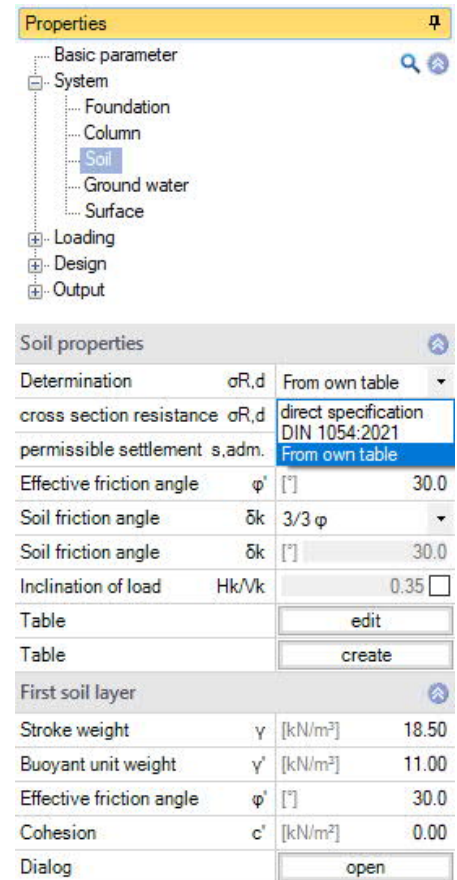 Properties
Basic parameter
System
Foundation
Column
Soil
Ground water
Surface
Loading
Design
Output
Soil properties
Determination σR,d From own table
cross section resistance σR,d direct specification
DIN 1054:2021
permissible settlement s,adm. From own table
Effective friction angle φ' [°] 30.0
Soil friction angle δk 3/3 φ
Soil friction angle δk [°] 30.0
Inclination of load Hk/Vk 0.35
Table edit
Table create
First soil layer
Stroke weight γ [kN/m³] 18.50
Buoyant unit weight γ' [kN/m³] 11.00
Effective friction angle φ' [°] 30.0
Cohesion c' [kN/m²] 0.00
Dialog open